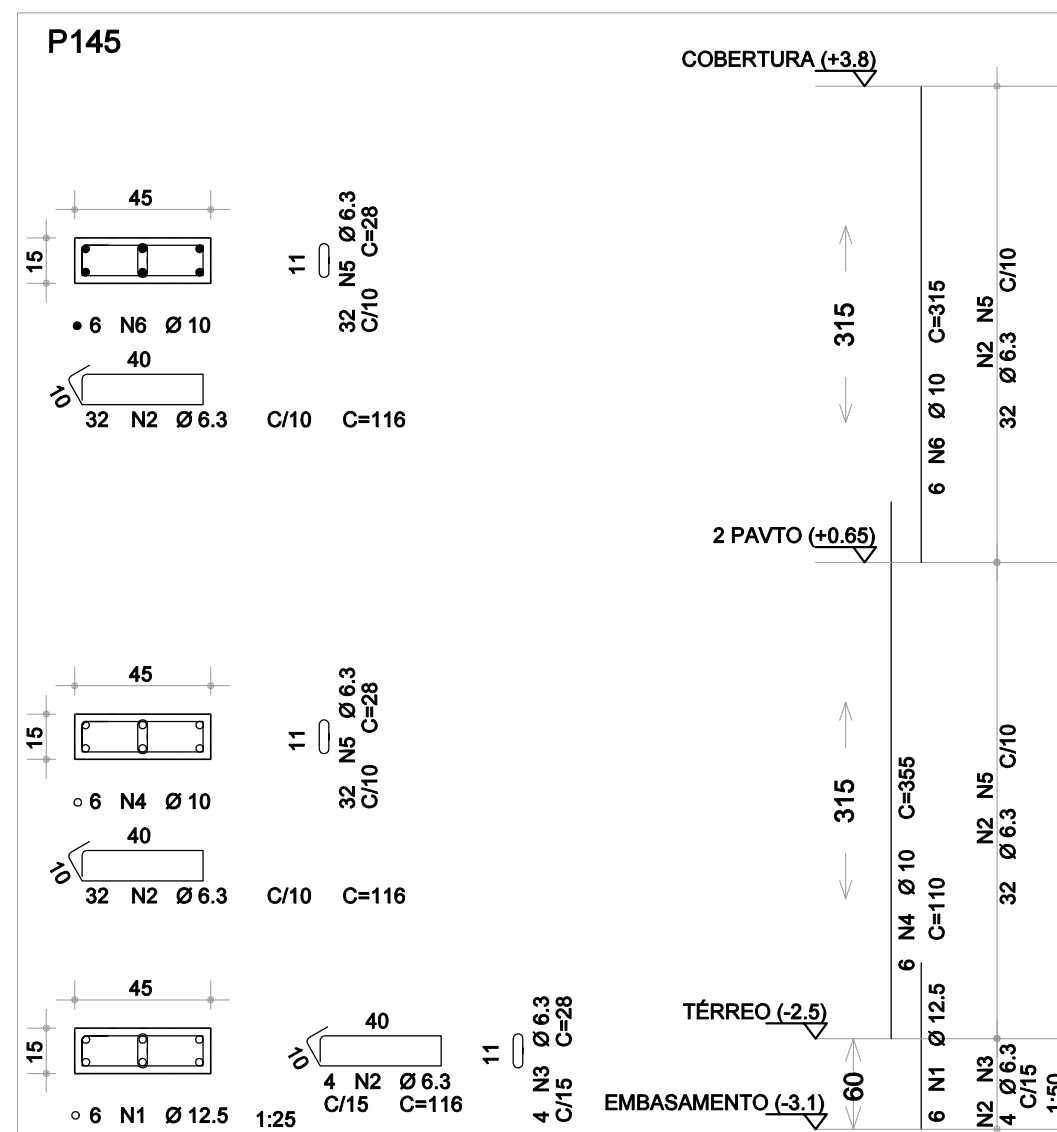 P145
COBERTURA (+3.8)
45
15
6 N6 Ø 10
40
10
32 N2 Ø 6.3 C/10 C=116
11
32 N5 Ø 6.3
C/10 C=28
315
6 N6 Ø 10 C=315
N2 N5
32 Ø 6.3 C/10
2 PAVTO (+0.65)
45
15
6 N4 Ø 10
40
10
32 N2 Ø 6.3 C/10 C=116
11
32 N5 Ø 6.3
C/10 C=28
315
6 N4 Ø 10 C=355
N2 N5
32 Ø 6.3 C/10
TÉRREO (-2.5)
45
15
6 N1 Ø 12.5
1:25
40
10
4 N2 Ø 6.3
C/15 C=116
11
4 N3 Ø 6.3
C/15 C=28
60
6 N1 Ø 12.5 C=110
N2 N3
4 Ø 6.3
C/15
1:50
EMBASAMENTO (-3.1)